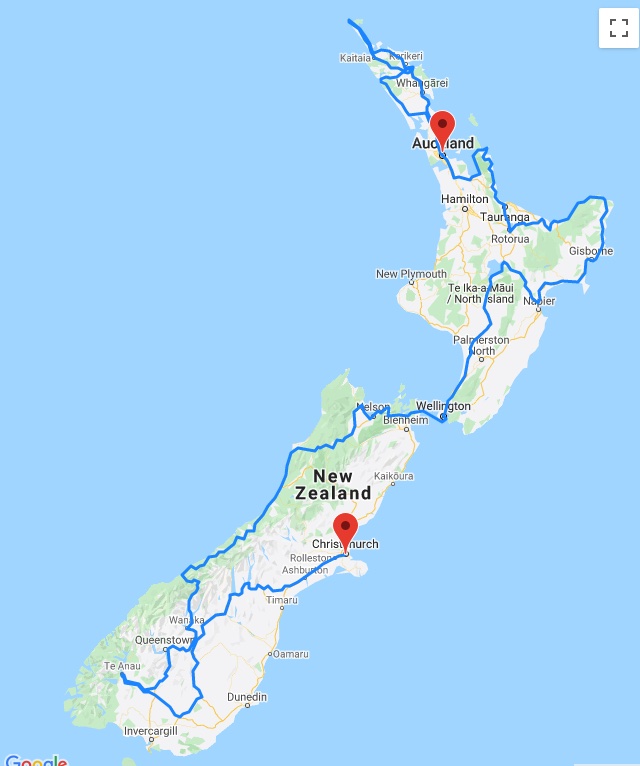 Kaitaia
Kerikeri
Whangārei
Auckland
Hamilton
Tauranga
Rotorua
Gisborne
New Plymouth
Te Ika-a-Māui
/ North Island
Napier
Palmerston
North
Nelson
Wellington
Blenheim
New
Zealand
Kaikōura
Christchurch
Rolleston
Ashburton
Timaru
Wanaka
Queenstown
Oamaru
Te Anau
Dunedin
Invercargill
Google